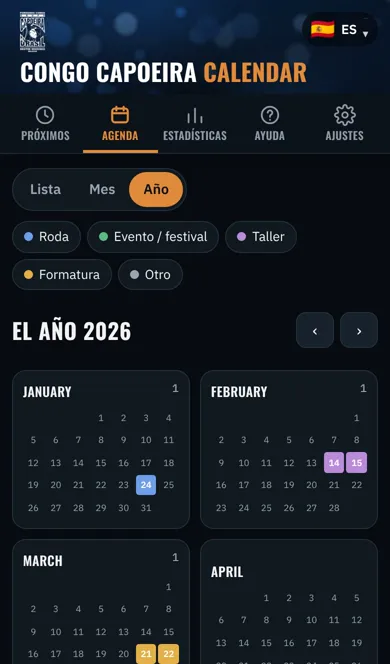 BRASIL
🇪🇸 ES ▾
CONGO CAPOEIRA CALENDAR
PRÓXIMOS AGENDA ESTADÍSTICAS AYUDA AJUSTES
Lista Mes Año
Roda Evento / festival Taller
Formatura Otro
EL AÑO 2026 ‹ ›
JANUARY 1
1 2 3 4
5 6 7 8 9 10 11
12 13 14 15 16 17 18
19 20 21 22 23 24 25
26 27 28 29 30 31
FEBRUARY 1
1
2 3 4 5 6 7 8
9 10 11 12 13 14 15
16 17 18 19 20 21 22
23 24 25 26 27 28
MARCH 1
1
2 3 4 5 6 7 8
9 10 11 12 13 14 15
16 17 18 19 20 21 22
APRIL
1 2 3 4 5
6 7 8 9 10 11 12
13 14 15 16 17 18 19